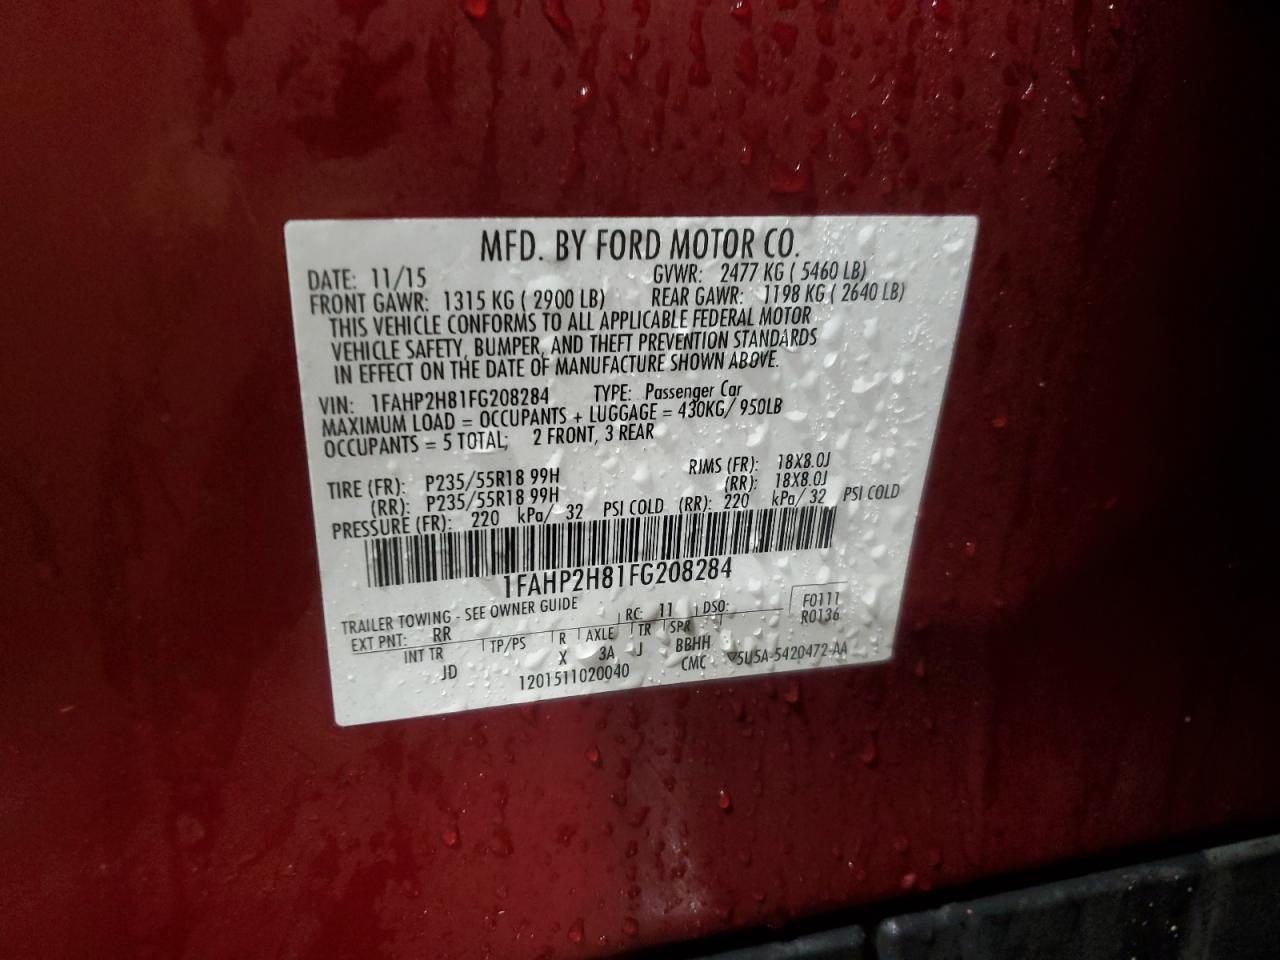 MFD. BY FORD MOTOR CO.
DATE: 11/15 GVWR: 2477 KG ( 5460 LB)
FRONT GAWR: 1315 KG ( 2900 LB) REAR GAWR: 1198 KG ( 2640 LB)
THIS VEHICLE CONFORMS TO ALL APPLICABLE FEDERAL MOTOR
VEHICLE SAFETY, BUMPER, AND THEFT PREVENTION STANDARDS
IN EFFECT ON THE DATE OF MANUFACTURE SHOWN ABOVE.
VIN: 1FAHP2H81FG208284 TYPE: Passenger Car
MAXIMUM LOAD = OCCUPANTS + LUGGAGE = 430KG/ 950LB
OCCUPANTS = 5 TOTAL; 2 FRONT, 3 REAR
TIRE (FR): P235/55R18 99H RIMS (FR): 18X8.0J
(RR): P235/55R18 99H (RR): 18X8.0J
PRESSURE (FR): 220 kPa/ 32 PSI COLD (RR): 220 kPa/ 32 PSI COLD
1FAHP2H81FG208284
TRAILER TOWING - SEE OWNER GUIDE
EXT PNT: RR RC: 11 DSO: F0111
R0136
INT TR TP/PS R AXLE TR SPR
JD X 3A J BBHH
1201511020040 CMC 5U5A-5420472-AA